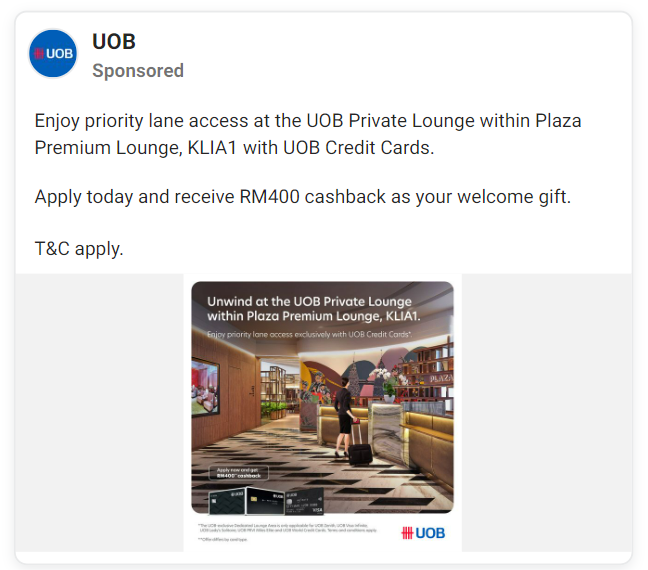 UOB
UOB
Sponsored
Enjoy priority lane access at the UOB Private Lounge within Plaza
Premium Lounge, KLIA1 with UOB Credit Cards.
Apply today and receive RM400 cashback as your welcome gift.
T&C apply.
Unwind at the UOB Private Lounge
within Plaza Premium Lounge, KLIA1.
Enjoy priority lane access exclusively with UOB Credit Cards*.
PLAZA
Apply now and get
RM400** cashback
VISA
*The UOB exclusive Dedicated Lounge Area is only applicable for UOB Zenith, UOB Visa Infinite,
UOB Lady's Solitaire, UOB PRVI Miles Elite and UOB World Credit Cards. Terms and conditions apply.
**Offer differs by card type.
UOB